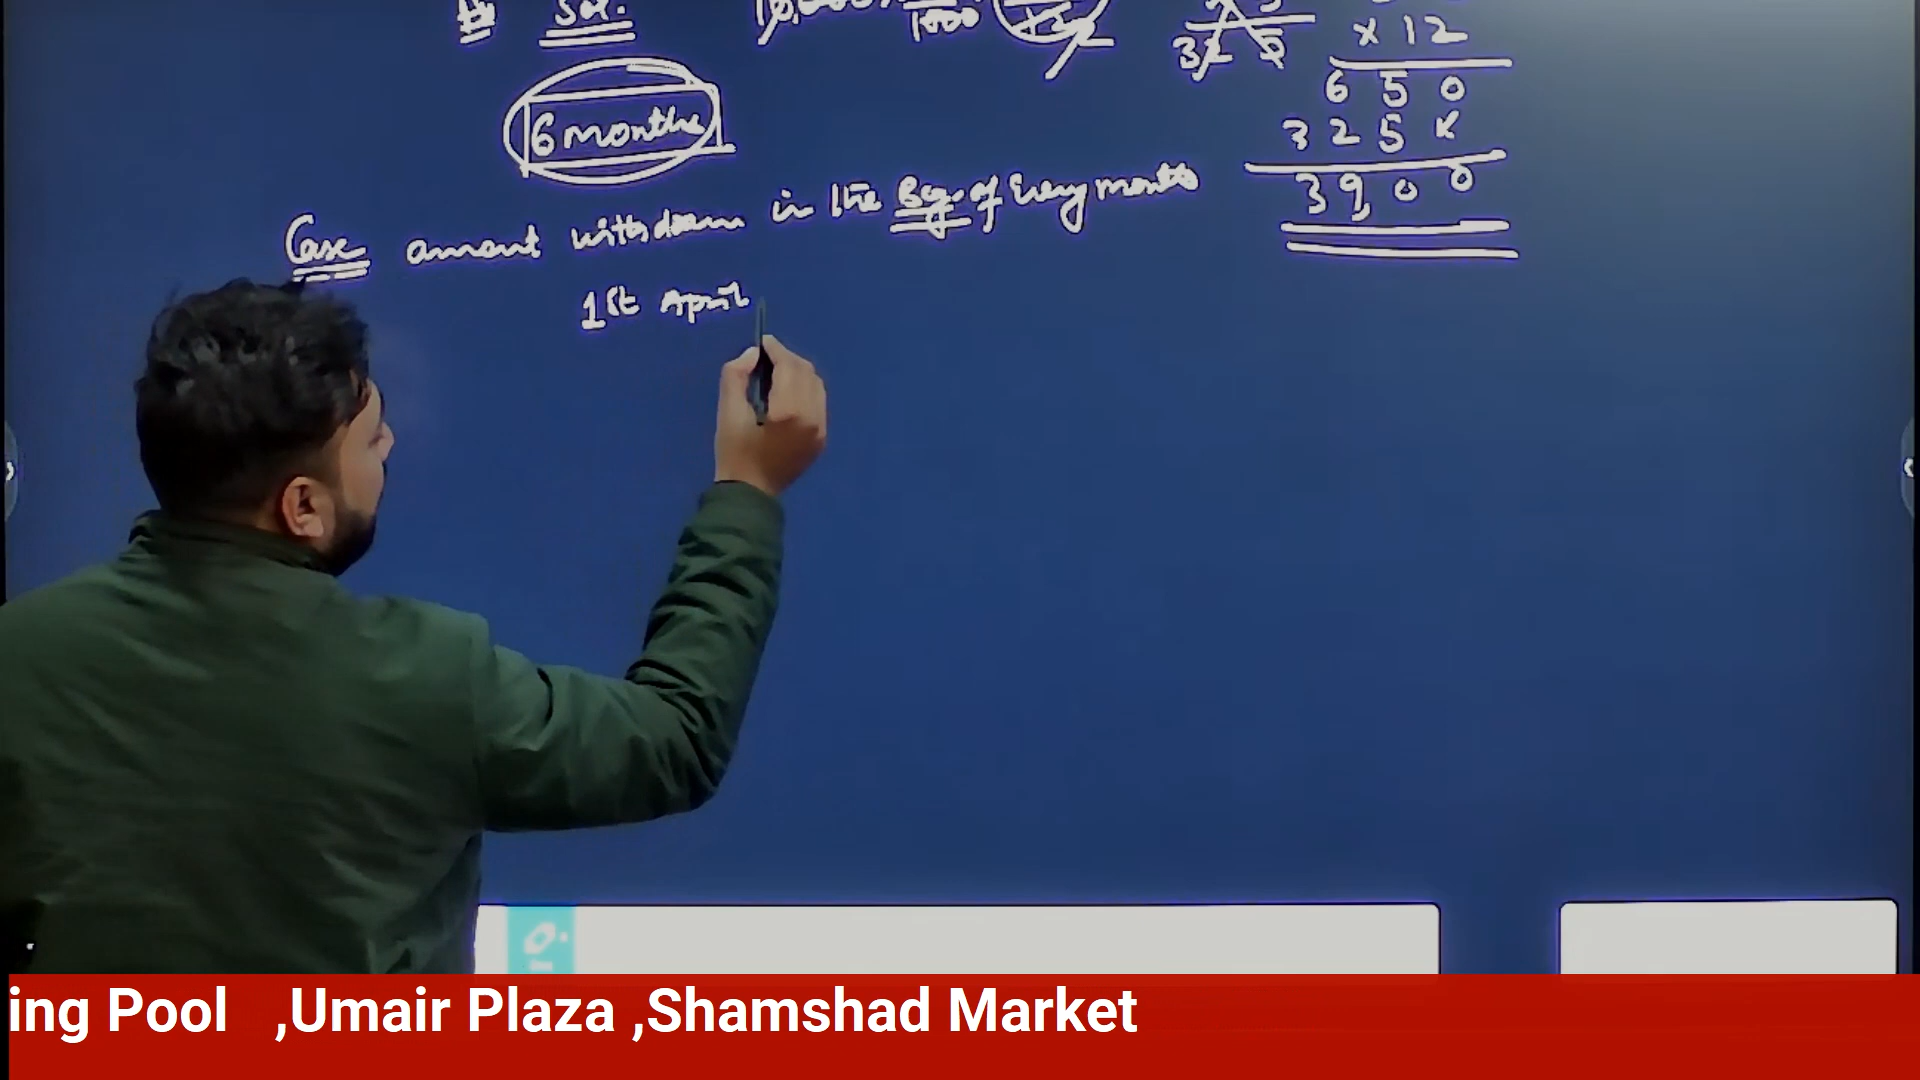 Sol.
x 12
6 months
6 5 0
3 2 5 x
3 9, 0 0
Case amount withdrawn in the Beg. of Every month
1st April
ing Pool ,Umair Plaza ,Shamshad Market